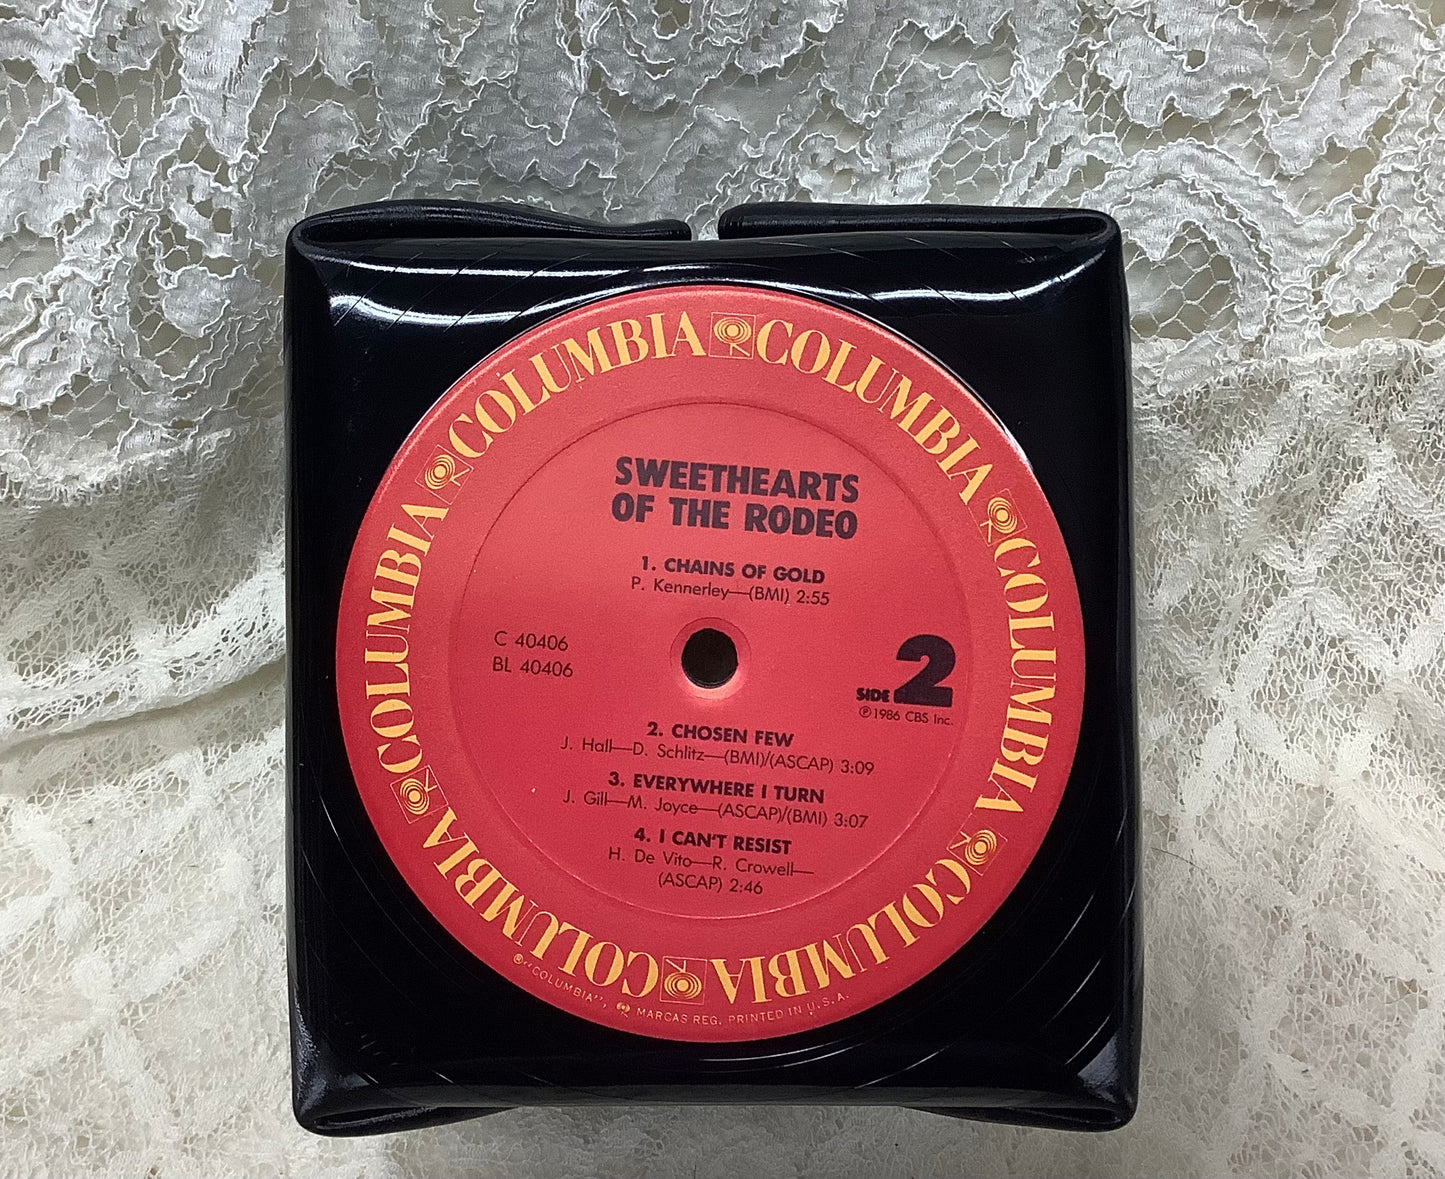 COLUMBIA COLUMBIA COLUMBIA COLUMBIA COLUMBIA COLUMBIA
SWEETHEARTS
OF THE RODEO
1. CHAINS OF GOLD
P. Kennerley—(BMI) 2:55
C 40406
BL 40406
SIDE 2
℗1986 CBS Inc.
2. CHOSEN FEW
J. Hall—D. Schlitz—(BMI)/(ASCAP) 3:09
3. EVERYWHERE I TURN
J. Gill—M. Joyce—(ASCAP)/(BMI) 3:07
4. I CAN'T RESIST
H. De Vito—R. Crowell—
(ASCAP) 2:46
®"COLUMBIA", MARCAS REG. PRINTED IN U.S.A.